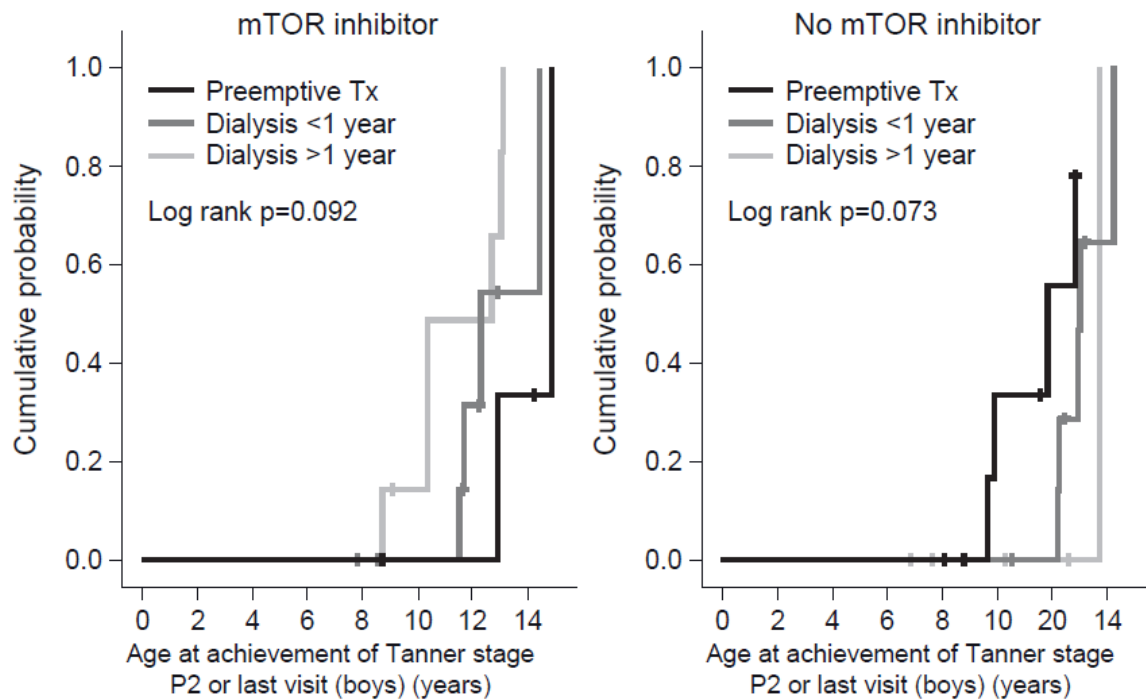 mTOR inhibitor
1.0
0.8
0.6
0.4
0.2
0.0
Cumulative probability
Preemptive Tx
Dialysis <1 year
Dialysis >1 year
Log rank p=0.092
0 2 4 6 8 10 12 14
Age at achievement of Tanner stage
P2 or last visit (boys) (years)
No mTOR inhibitor
1.0
0.8
0.6
0.4
0.2
0.0
Cumulative probability
Preemptive Tx
Dialysis <1 year
Dialysis >1 year
Log rank p=0.073
0 2 4 6 8 10 20 14
Age at achievement of Tanner stage
P2 or last visit (boys) (years)